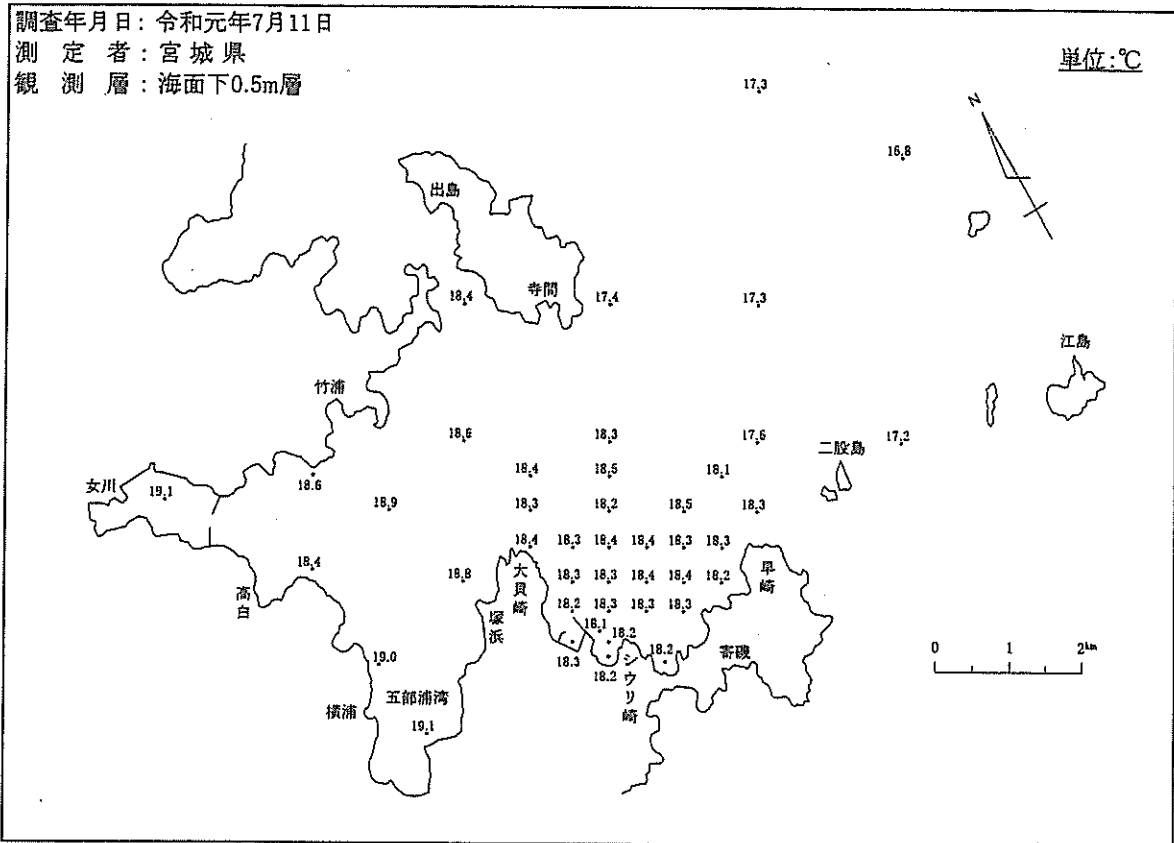 調査年月日：令和元年7月11日
測　定　者：宮 城 県
観　測　層：海面下0.5m層
単位：℃
17.3
16.8
N
出島
寺間
18.4
17.4
17.3
江島
竹浦
18.6
18.3
17.6
17.2
二股島
18.4
18.5
18.1
女川
19.1
18.6
18.9
18.3
18.2
18.5
18.3
18.4
18.3
18.4
18.4
18.3
18.3
18.4
18.8
大貝崎
18.3
18.3
18.4
18.4
18.2
早崎
高白
塚浜
18.2
18.3
18.3
18.3
18.1
18.2
18.3
18.2
18.2
シウリ崎
寄磯
19.0
五部浦湾
横浦
19.1
0 1 2km